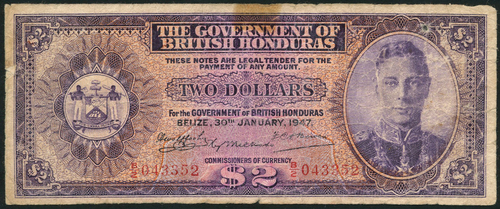 THE GOVERNMENT OF
BRITISH HONDURAS
THESE NOTES ARE LEGAL TENDER FOR THE
PAYMENT OF ANY AMOUNT.
TWO DOLLARS
For the GOVERNMENT OF BRITISH HONDURAS
BELIZE, 30TH JANUARY, 1947.
COMMISSIONERS OF CURRENCY
B/2 043352 $2 B/2 043352
$2
$2
$2
$2